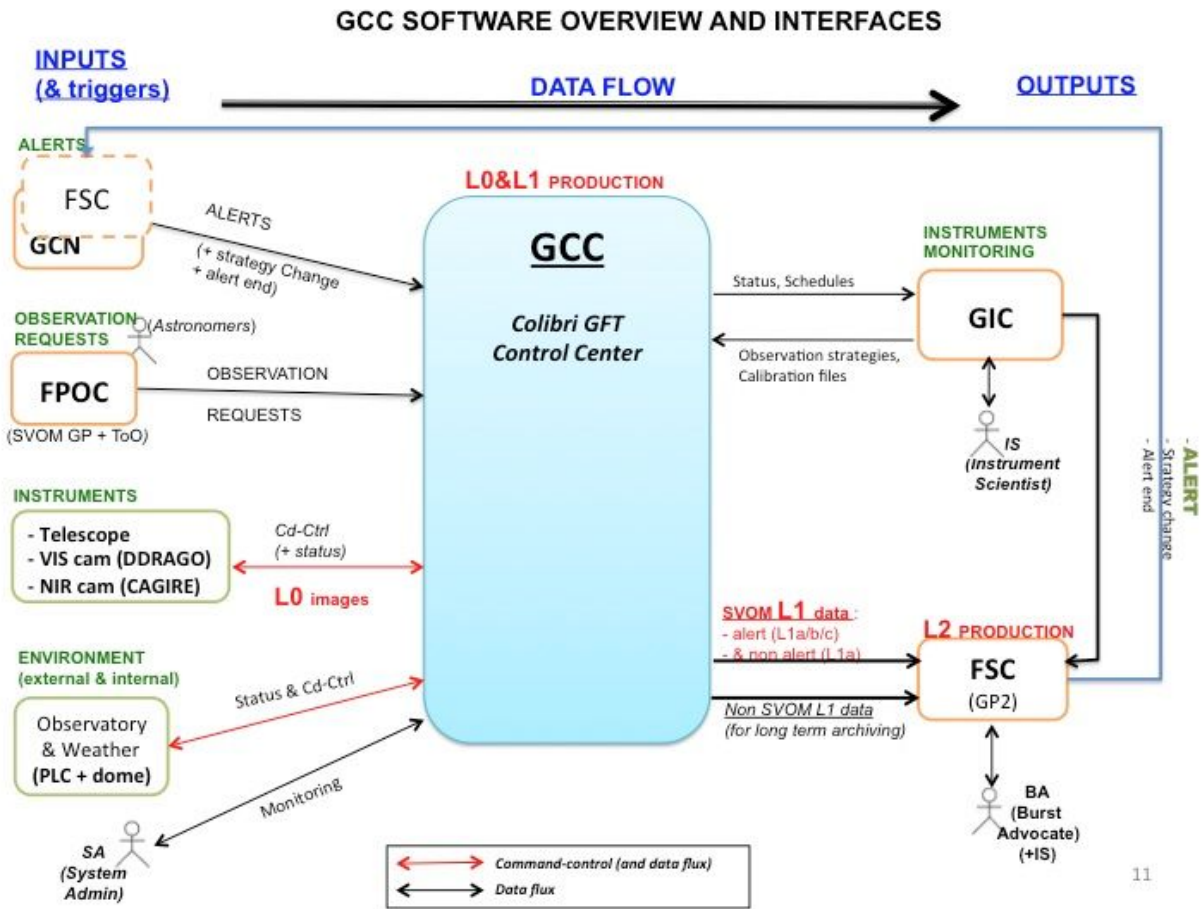 GCC SOFTWARE OVERVIEW AND INTERFACES
INPUTS
(& triggers)
DATA FLOW
OUTPUTS
ALERTS
FSC
GCN
ALERTS
(+ strategy Change
+ alert end)
OBSERVATION
REQUESTS
(Astronomers)
FPOC
(SVOM GP + ToO)
OBSERVATION
REQUESTS
INSTRUMENTS
- Telescope
- VIS cam (DDRAGO)
- NIR cam (CAGIRE)
Cd-Ctrl
(+ status)
L0 images
ENVIRONMENT
(external & internal)
Observatory
& Weather
(PLC + dome)
Status & Cd-Ctrl
Monitoring
SA
(System
Admin)
L0&L1 PRODUCTION
GCC
Colibri GFT
Control Center
Status, Schedules
Observation strategies,
Calibration files
INSTRUMENTS
MONITORING
GIC
IS
(Instrument
Scientist)
- ALERT
- Strategy change
- Alert end
SVOM L1 data :
- alert (L1a/b/c)
- & non alert (L1a)
Non SVOM L1 data
(for long term archiving)
L2 PRODUCTION
FSC
(GP2)
BA
(Burst
Advocate)
(+IS)
Command-control (and data flux)
Data flux
11